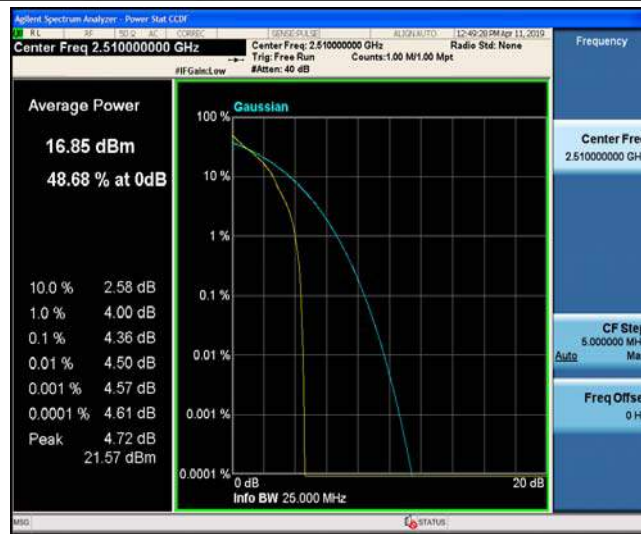 Agilent Spectrum Analyzer - Power Stat CCDF
RL RF 50 Ω AC CORREC SENSE:PULSE ALIGN AUTO 12:49:20 PM Apr 11, 2019
Center Freq 2.510000000 GHz
Center Freq: 2.510000000 GHz Radio Std: None
Trig: Free Run Counts:1.00 M/1.00 Mpt
#IFGain:Low #Atten: 40 dB
Frequency
Average Power
16.85 dBm
48.68 % at 0dB
10.0 % 2.58 dB
1.0 % 4.00 dB
0.1 % 4.36 dB
0.01 % 4.50 dB
0.001 % 4.57 dB
0.0001 % 4.61 dB
Peak 4.72 dB
21.57 dBm
Gaussian
100 %
10 %
1 %
0.1 %
0.01 %
0.001 %
0.0001 %
0 dB 20 dB
Info BW 25.000 MHz
Center Fre
2.510000000 GH
CF Ste
5.000000 MH
Auto Ma
Freq Offse
0 H
MSG STATUS